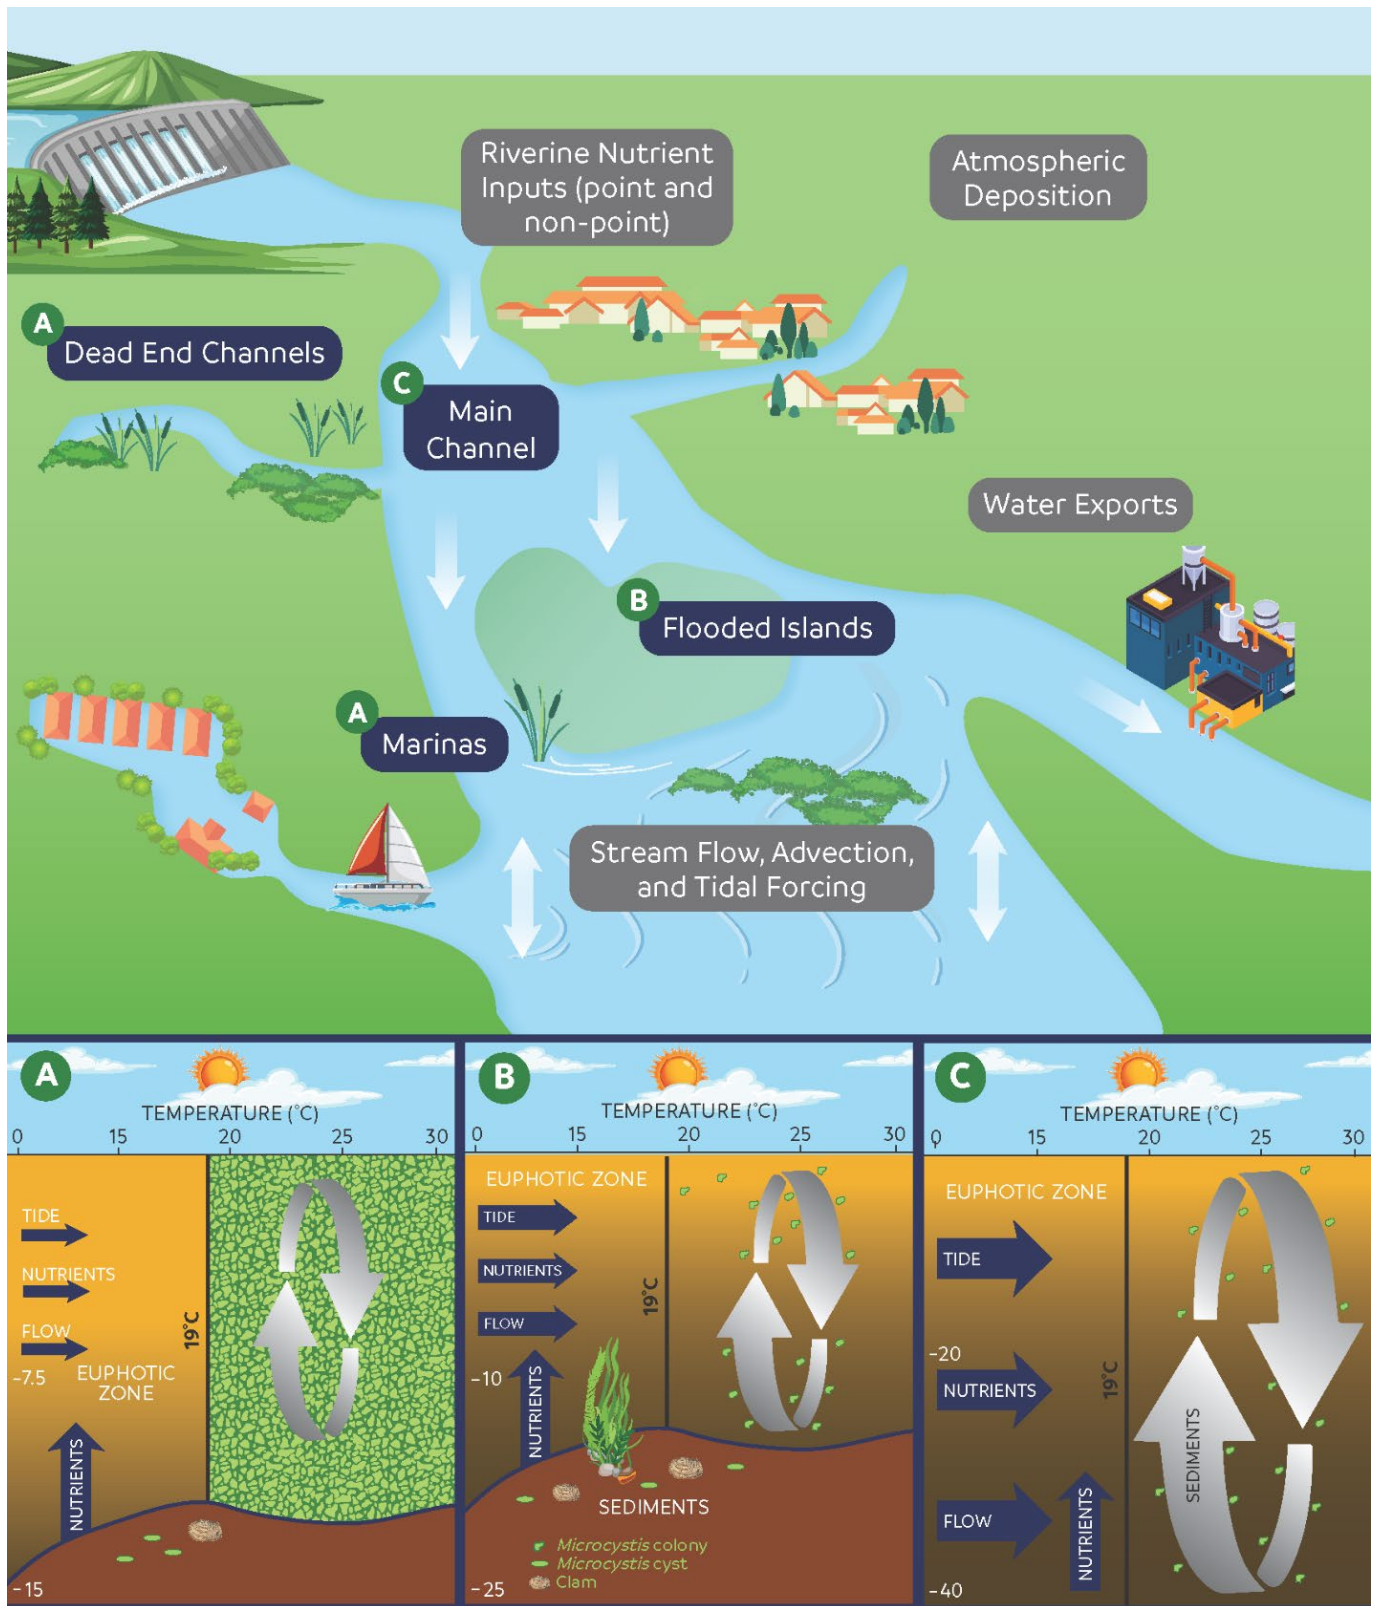 Riverine Nutrient
Inputs (point and
non-point)
Atmospheric
Deposition
A
Dead End Channels
C
Main
Channel
Water Exports
B
Flooded Islands
A
Marinas
Stream Flow, Advection,
and Tidal Forcing
A
TEMPERATURE (°C)
0 15 20 25 30
TIDE
NUTRIENTS
FLOW
19°C
-7.5
EUPHOTIC
ZONE
NUTRIENTS
-15
B
TEMPERATURE (°C)
0 15 20 25 30
EUPHOTIC ZONE
TIDE
NUTRIENTS
19°C
FLOW
-10
NUTRIENTS
SEDIMENTS
Microcystis colony
Microcystis cyst
Clam
-25
C
TEMPERATURE (°C)
0 15 20 25 30
EUPHOTIC ZONE
TIDE
-20
19°C
NUTRIENTS
SEDIMENTS
FLOW
NUTRIENTS
-40